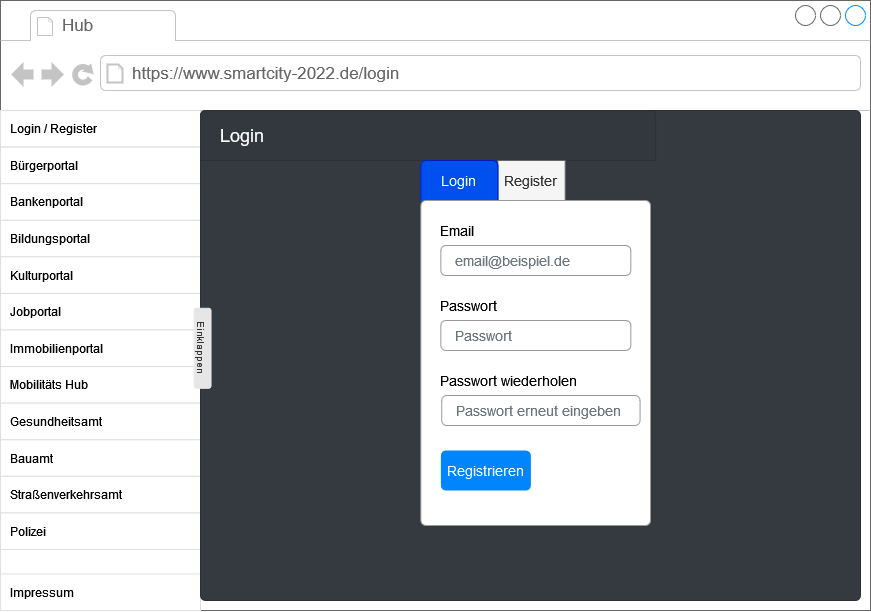 Hub
https://www.smartcity-2022.de/login
Login / Register
Bürgerportal
Bankenportal
Bildungsportal
Kulturportal
Jobportal
Immobilienportal
Mobilitäts Hub
Gesundheitsamt
Bauamt
Straßenverkehrsamt
Polizei
Impressum
Einklappen
Login
Login
Register
Email
email@beispiel.de
Passwort
Passwort
Passwort wiederholen
Passwort erneut eingeben
Registrieren